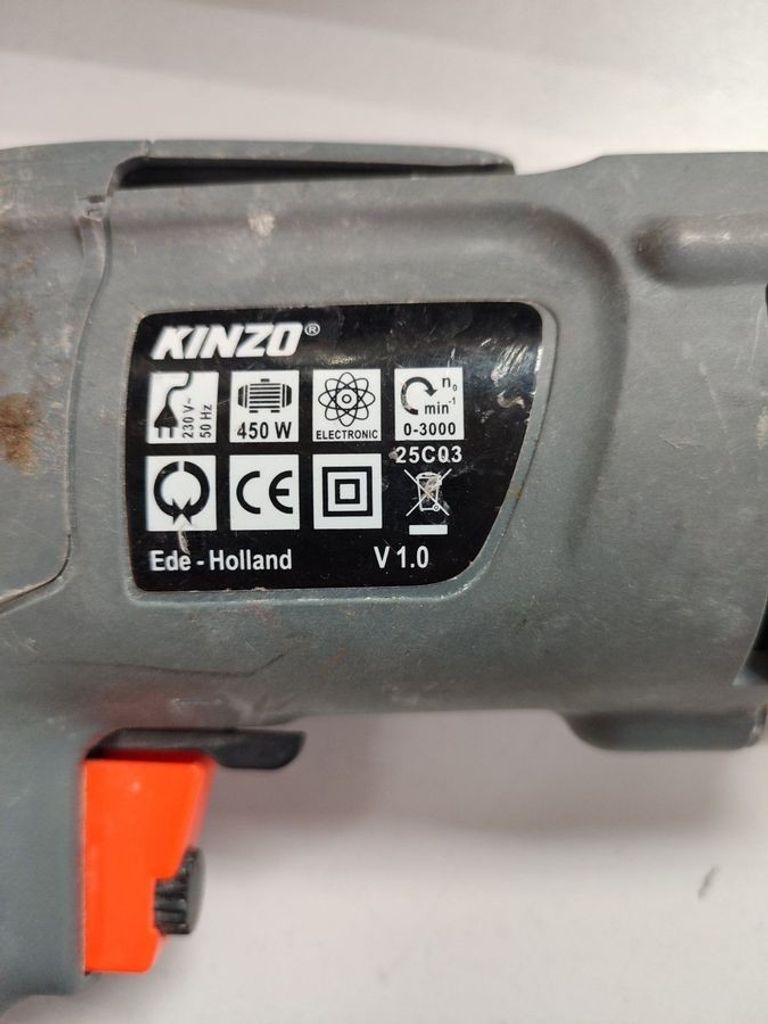 KINZO®
230 V~
50 Hz
450 W
ELECTRONIC
n₀
min⁻¹
0-3000
25C03
CE
Ede - Holland
V 1.0